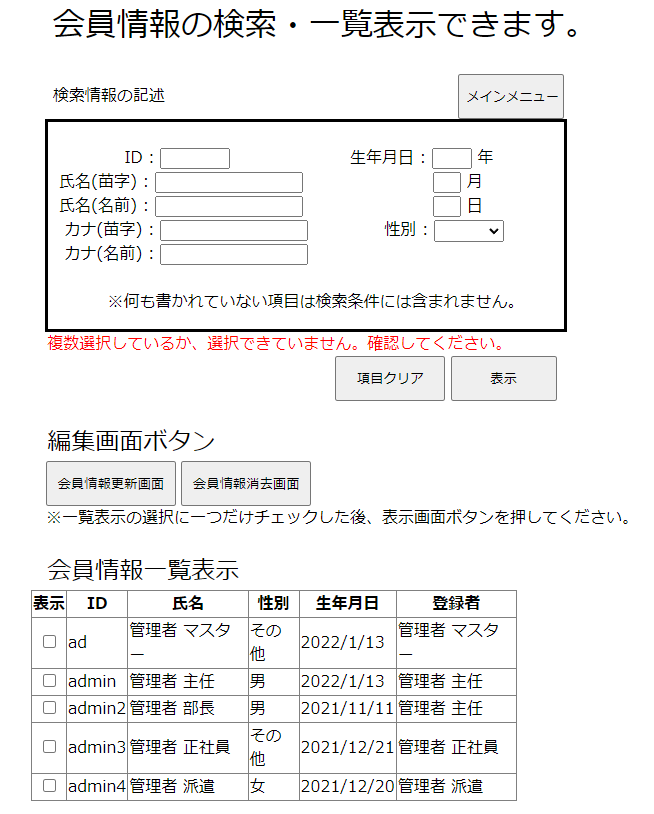 会員情報の検索・一覧表示できます。
検索情報の記述
メインメニュー
ID：
生年月日： 年
氏名(苗字)：
月
氏名(名前)：
日
カナ(苗字)：
性別：
カナ(名前)：
※何も書かれていない項目は検索条件には含まれません。
複数選択しているか、選択できていません。確認してください。
項目クリア 表示
編集画面ボタン
会員情報更新画面 会員情報消去画面
※一覧表示の選択に一つだけチェックした後、表示画面ボタンを押してください。
会員情報一覧表示
表示 ID 氏名 性別 生年月日 登録者
ad 管理者 マスター その他 2022/1/13 管理者 マスター
admin 管理者 主任 男 2022/1/13 管理者 主任
admin2 管理者 部長 男 2021/11/11 管理者 主任
admin3 管理者 正社員 その他 2021/12/21 管理者 正社員
admin4 管理者 派遣 女 2021/12/20 管理者 派遣